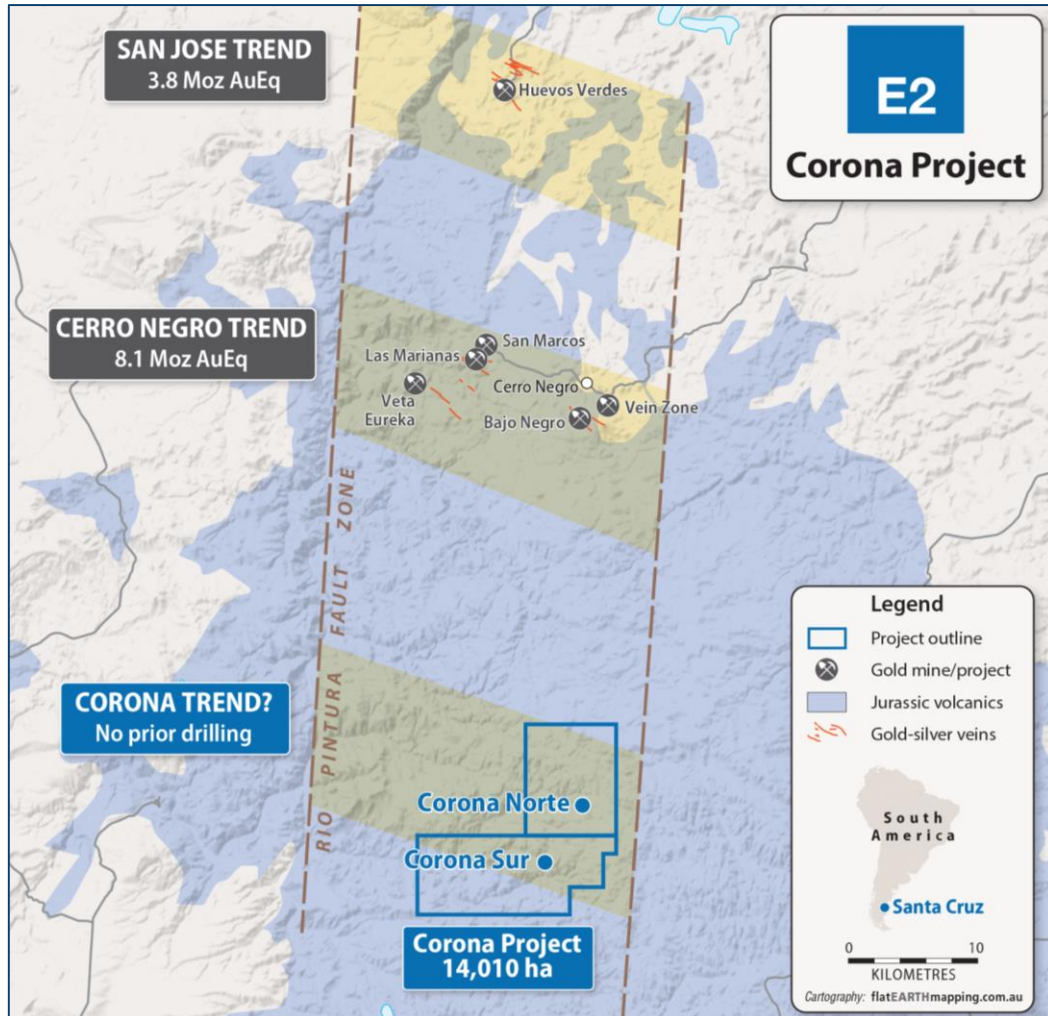 SAN JOSE TREND
3.8 Moz AuEq
Huevos Verdes
E2
Corona Project
CERRO NEGRO TREND
8.1 Moz AuEq
San Marcos
Las Marianas
Cerro Negro
Veta
Eureka
Vein Zone
Bajo Negro
RIO PINTURA FAULT ZONE
CORONA TREND?
No prior drilling
Corona Norte
Corona Sur
Corona Project
14,010 ha
Legend
Project outline
Gold mine/project
Jurassic volcanics
Gold-silver veins
South
America
Santa Cruz
0 10
KILOMETRES
Cartography: flatEARTHmapping.com.au